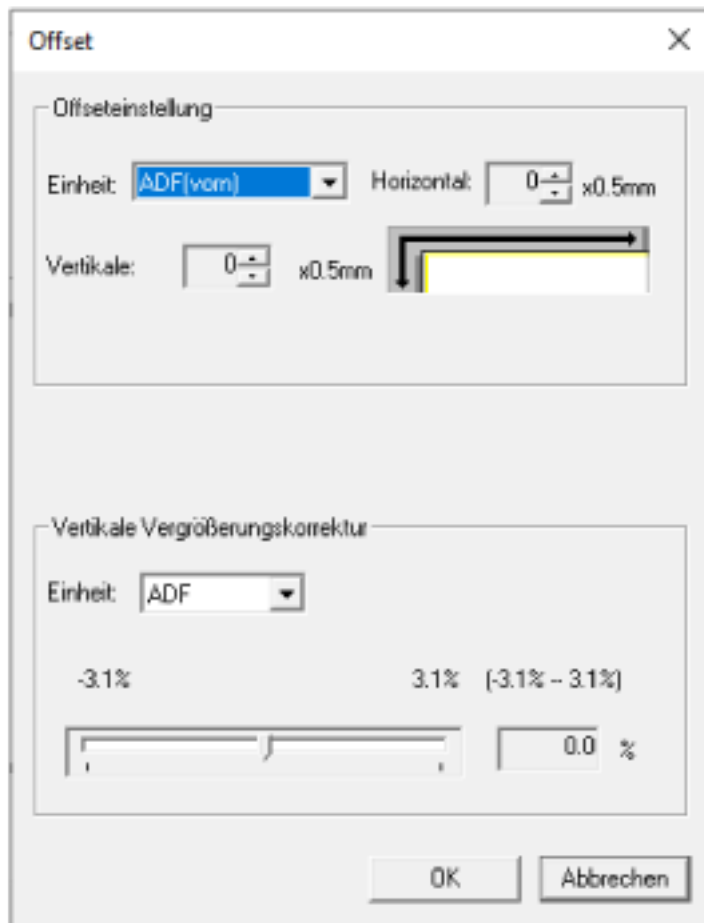 Offset
Offseteinstellung
Einheit: ADF(vorn) Horizontal: 0 x0.5mm
Vertikale: 0 x0.5mm
Vertikale Vergrößerungskorrektur
Einheit: ADF
-3.1% 3.1% (-3.1% -- 3.1%)
0.0 %
OK Abbrechen